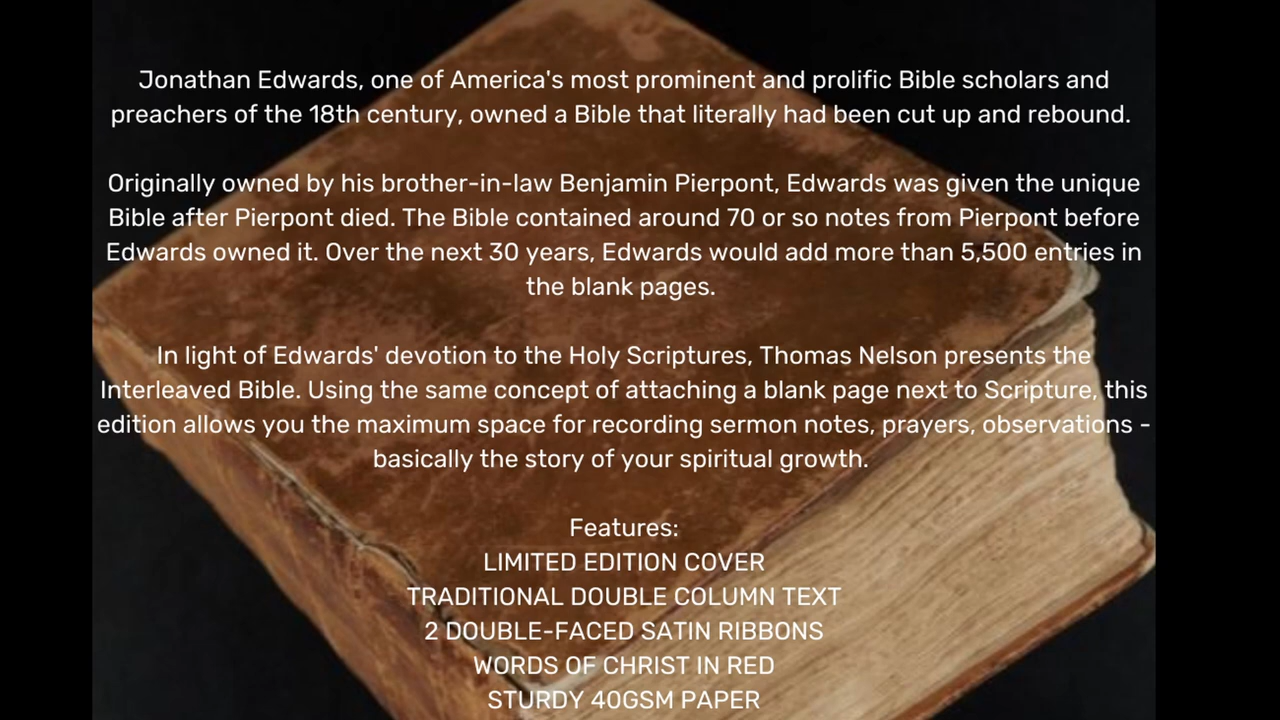 Jonathan Edwards, one of America's most prominent and prolific Bible scholars and
preachers of the 18th century, owned a Bible that literally had been cut up and rebound.
Originally owned by his brother-in-law Benjamin Pierpont, Edwards was given the unique
Bible after Pierpont died. The Bible contained around 70 or so notes from Pierpont before
Edwards owned it. Over the next 30 years, Edwards would add more than 5,500 entries in
the blank pages.
In light of Edwards' devotion to the Holy Scriptures, Thomas Nelson presents the
Interleaved Bible. Using the same concept of attaching a blank page next to Scripture, this
edition allows you the maximum space for recording sermon notes, prayers, observations -
basically the story of your spiritual growth.
Features:
LIMITED EDITION COVER
TRADITIONAL DOUBLE COLUMN TEXT
2 DOUBLE-FACED SATIN RIBBONS
WORDS OF CHRIST IN RED
STURDY 40GSM PAPER